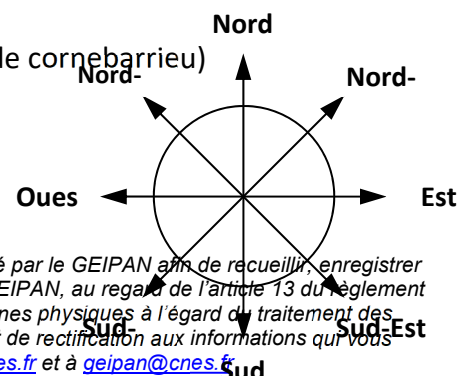 Nord
de cornebarrieu)
Nord- Nord-
Oues Est
é par le GEIPAN afin de recueillir, enregistrer
EIPAN, au regard de l'article 13 du règlement
nes physiques à l'égard du traitement des
Sud- Sud-Est
t de rectification aux informations qui vous
es.fr et à geipan@cnes.fr
Sud